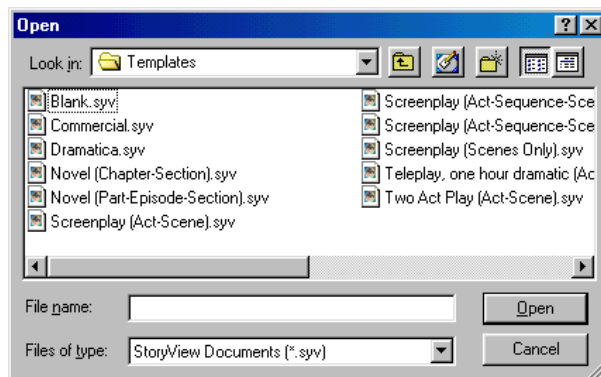 Open
Look in: Templates
Blank.syv
Commercial.syv
Dramatica.syv
Novel (Chapter-Section).syv
Novel (Part-Episode-Section).syv
Screenplay (Act-Scene).syv
Screenplay (Act-Sequence-Sce
Screenplay (Act-Sequence-Sce
Screenplay (Scenes Only).syv
Teleplay, one hour dramatic (Ac
Two Act Play (Act-Scene).syv
File name:
Open
Files of type: StoryView Documents (*.syv)
Cancel